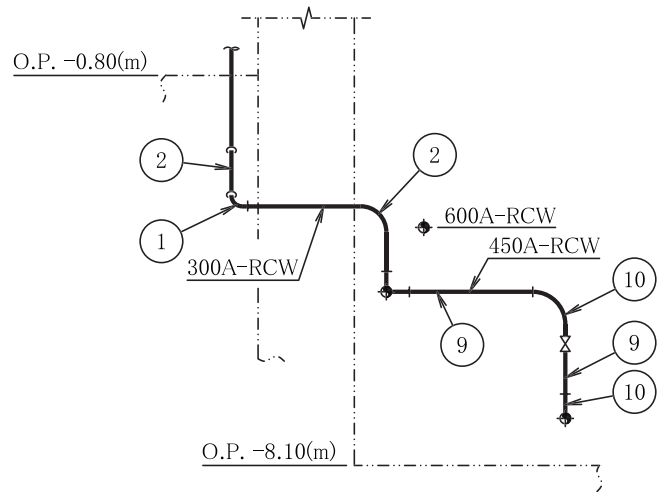 O.P. -0.80(m)
2
2
1
600A-RCW
450A-RCW
300A-RCW
10
9
9
10
O.P. -8.10(m)